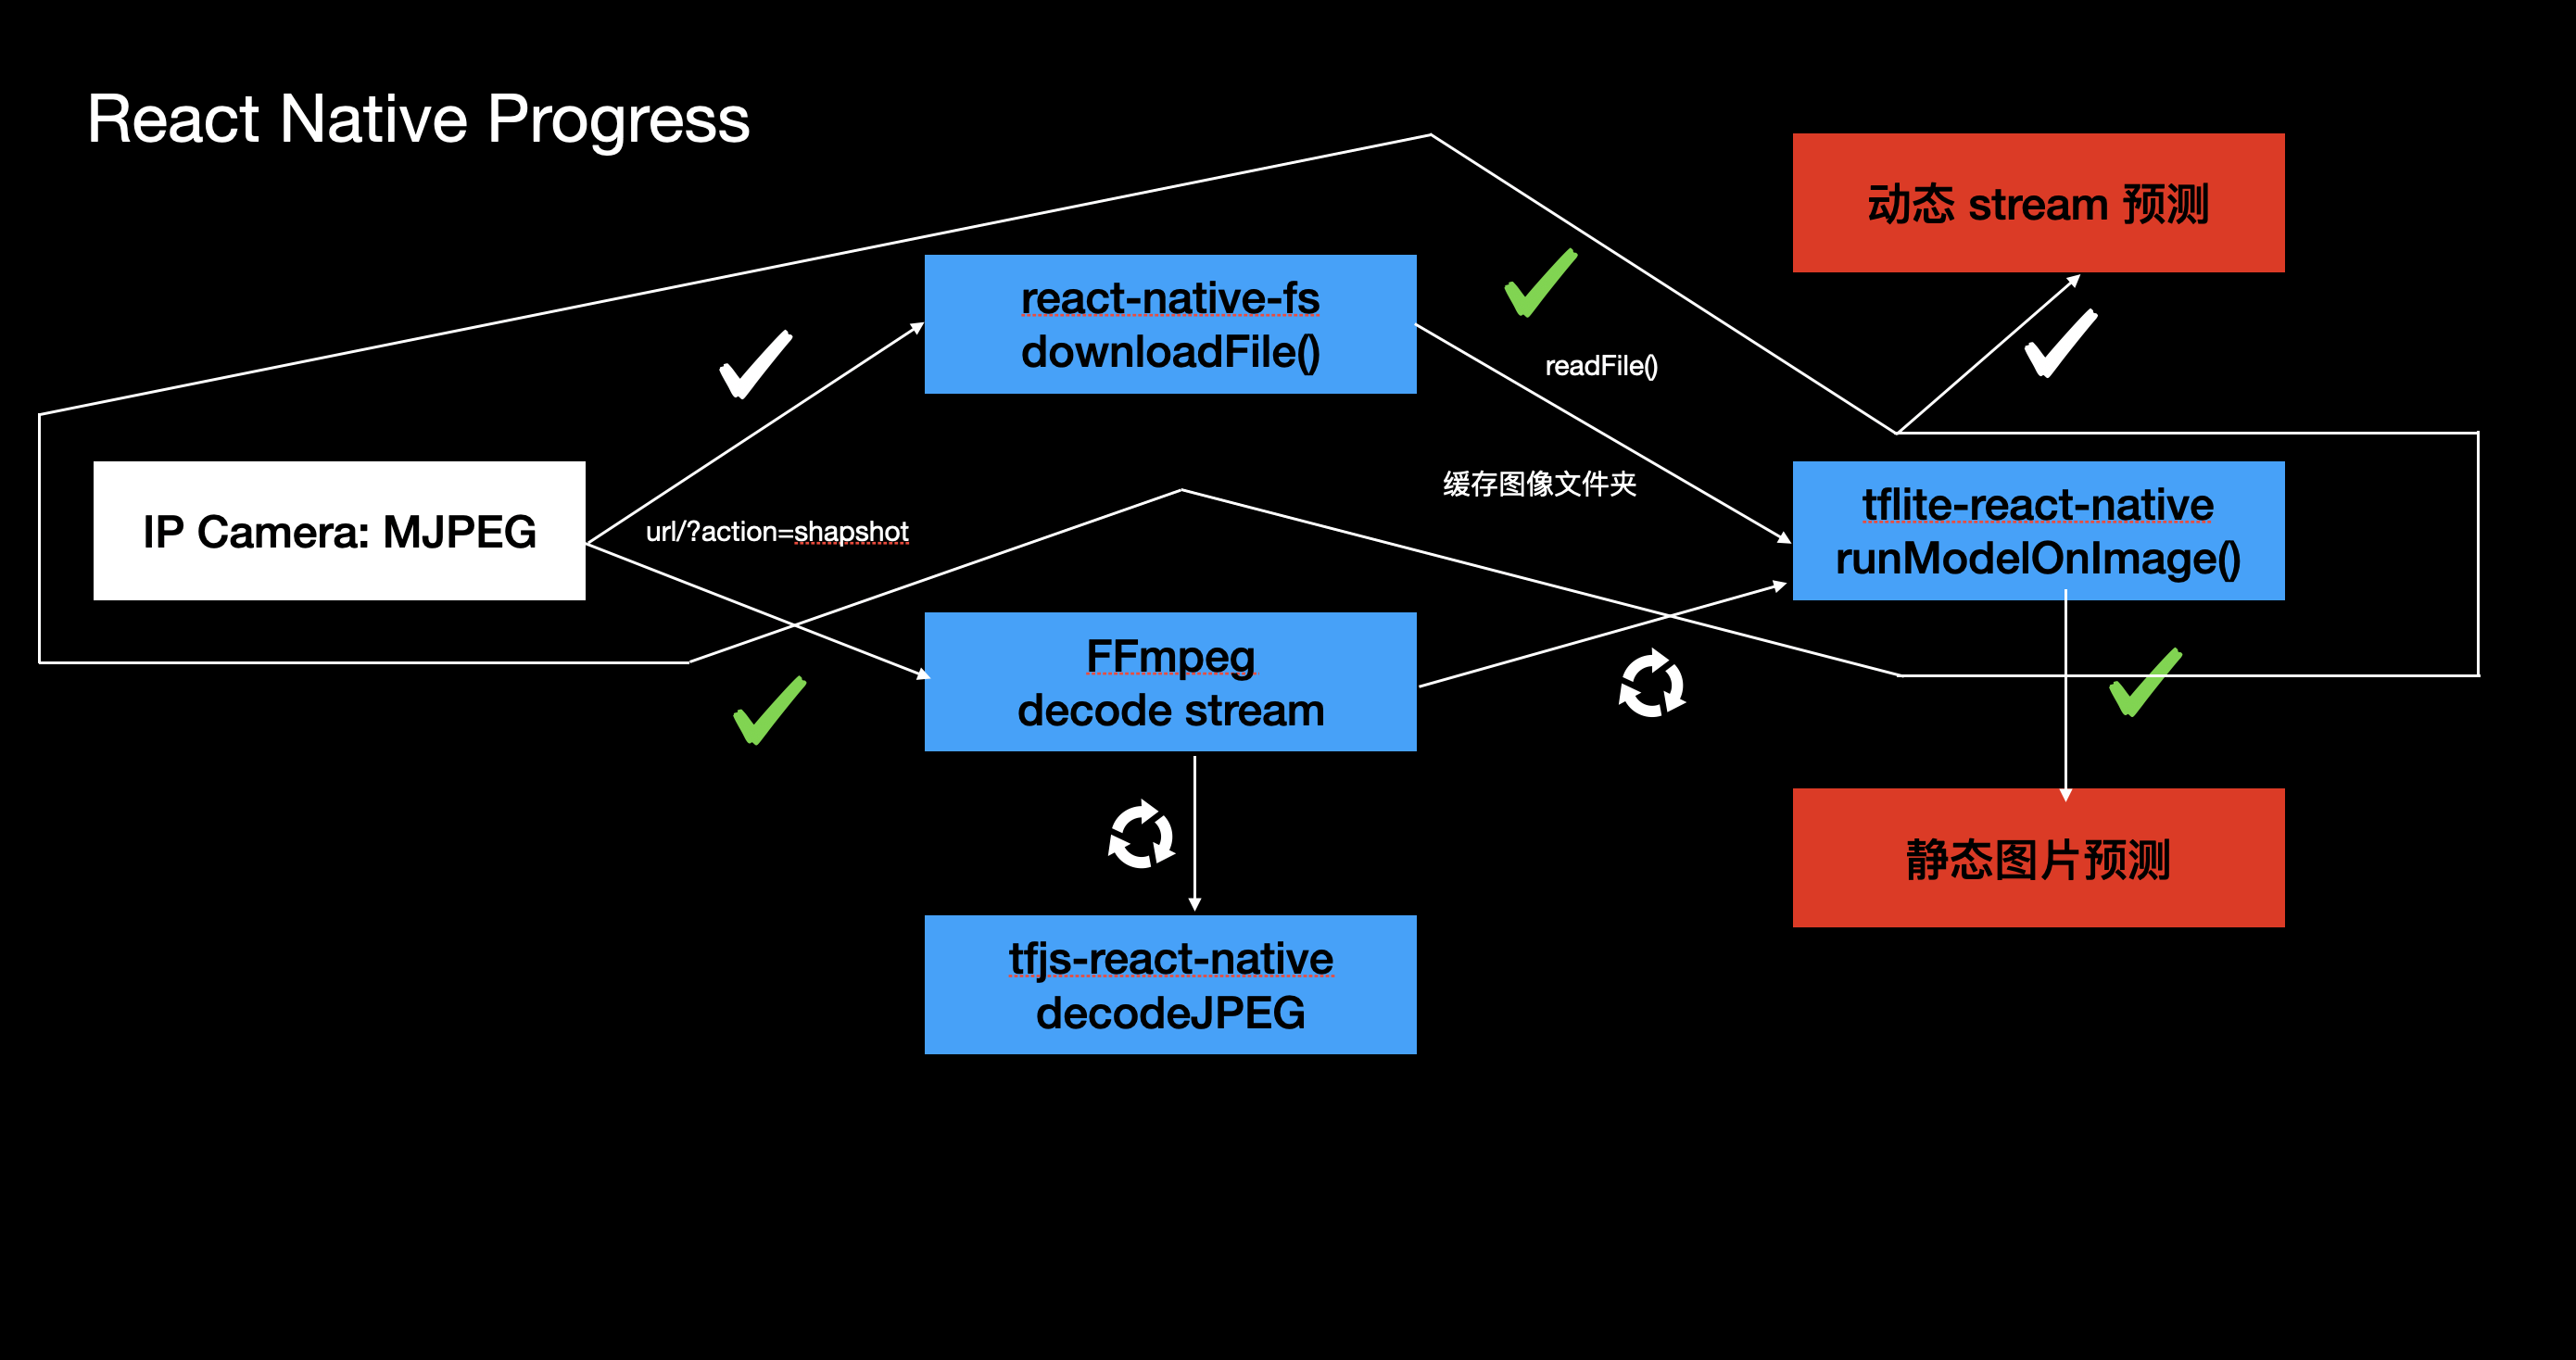 React Native Progress
动态 stream 预测
react-native-fs
downloadFile()
readFile()
缓存图像文件夹
IP Camera: MJPEG
url/?action=shapshot
tflite-react-native
runModelOnImage()
FFmpeg
decode stream
静态图片预测
tfjs-react-native
decodeJPEG